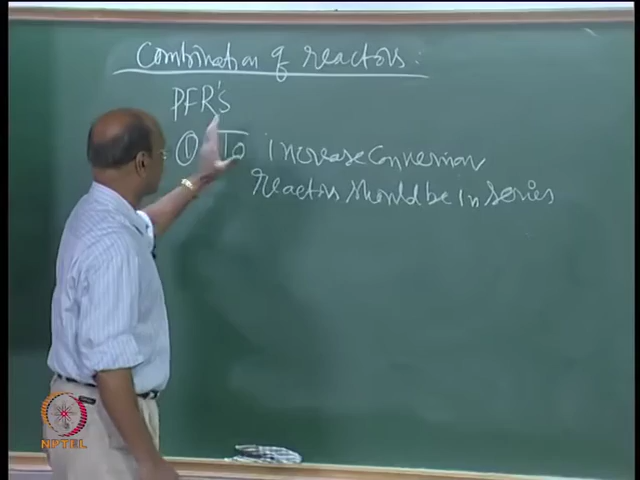 Combination of reactors:
PFR's
① To increase Conversion
reactors should be in series
NPTEL